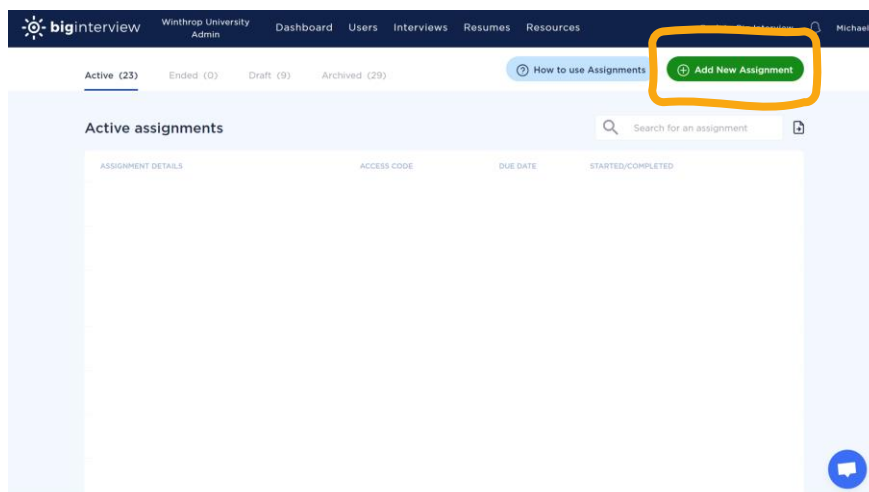 biginterview
Winthrop University
Admin
Dashboard Users Interviews Resumes Resources
Michael
Active (23) Ended (0) Draft (9) Archived (29)
How to use Assignments
Add New Assignment
Active assignments
Search for an assignment
ASSIGNMENT DETAILS ACCESS CODE DUE DATE STARTED/COMPLETED